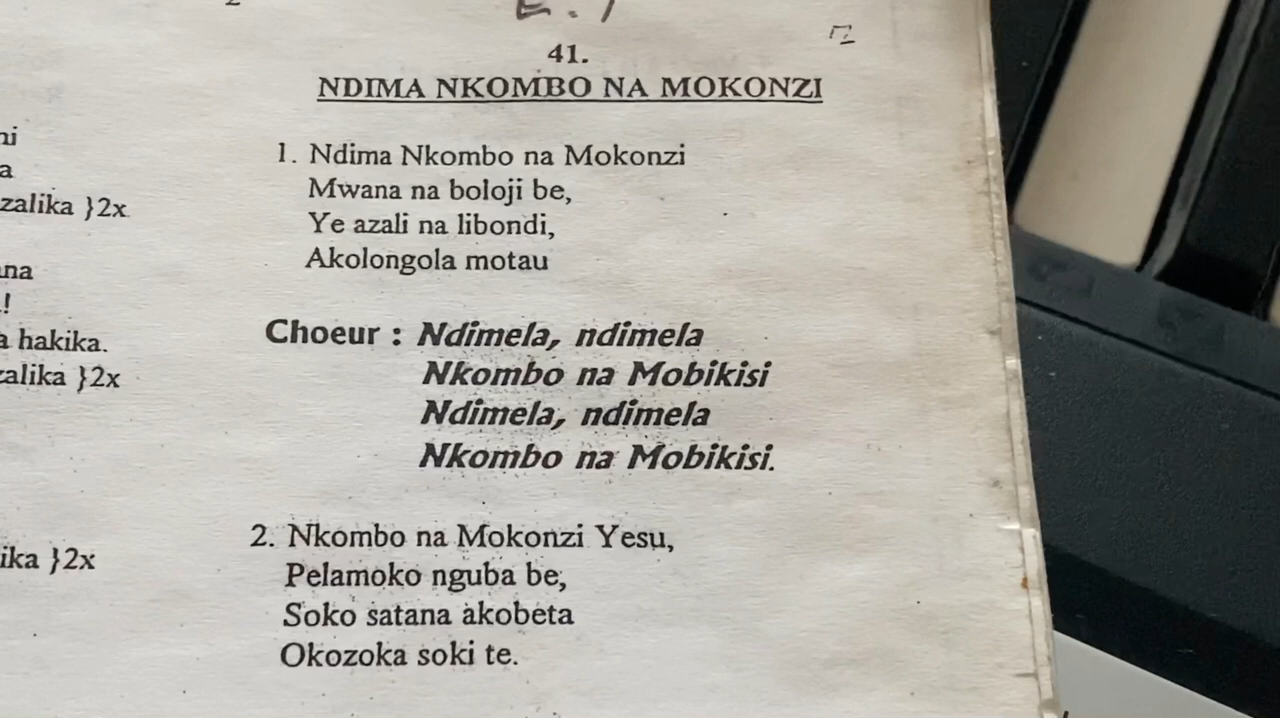 41.
NDIMA NKOMBO NA MOKONZI
1. Ndima Nkombo na Mokonzi
Mwana na boloji be,
Ye azali na libondi,
Akolongola motau
Choeur : Ndimela, ndimela
Nkombo na Mobikisi
Ndimela, ndimela
Nkombo na Mobikisi.
2. Nkombo na Mokonzi Yesu,
Pelamoko nguba be,
Soko satana akobeta
Okozoka soki te.
zalika }2x
hakika.
}2x
}2x